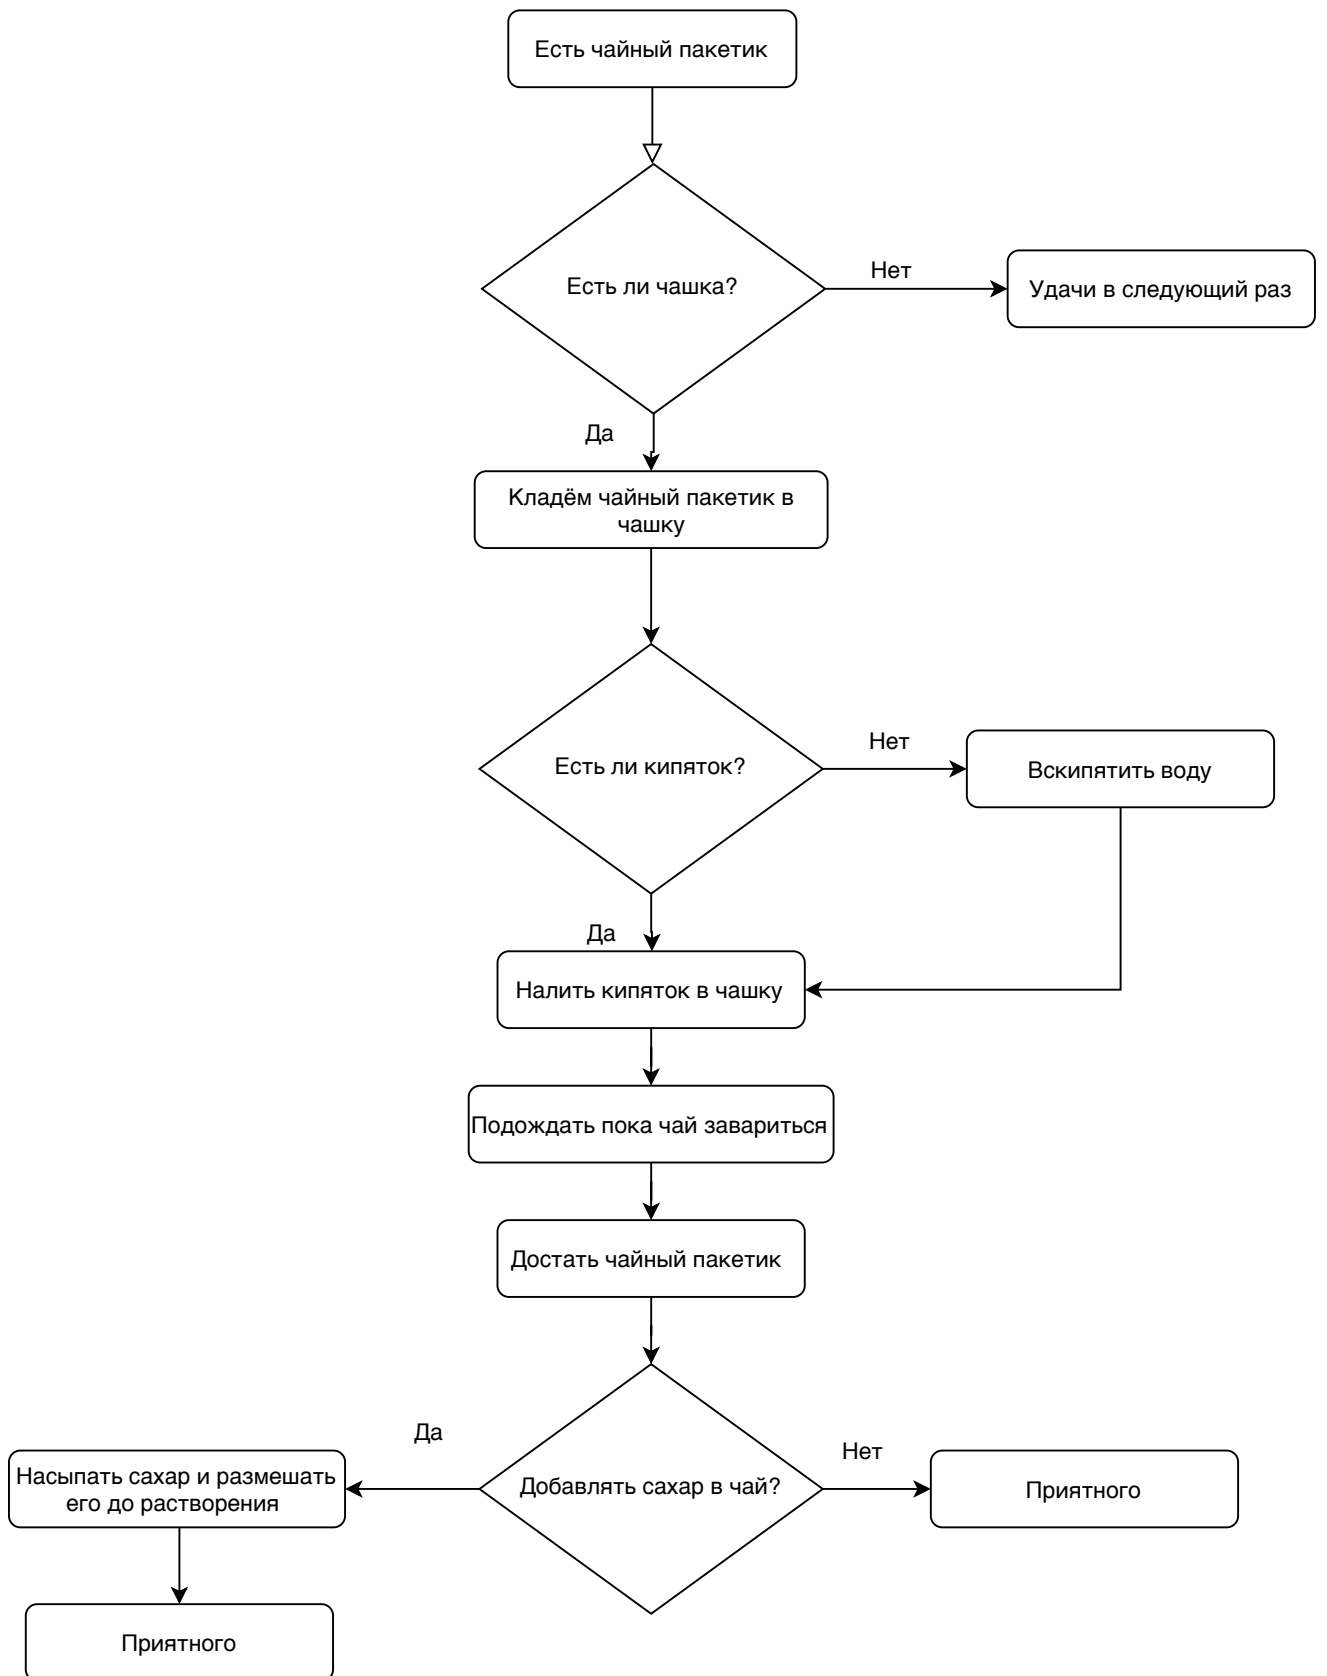 Есть чайный пакетик
Есть ли чашка?
Нет
Удачи в следующий раз
Да
Кладём чайный пакетик в
чашку
Есть ли кипяток?
Нет
Вскипятить воду
Да
Налить кипяток в чашку
Подождать пока чай завариться
Достать чайный пакетик
Добавлять сахар в чай?
Да
Насыпать сахар и размешать
его до растворения
Приятного
Нет
Приятного